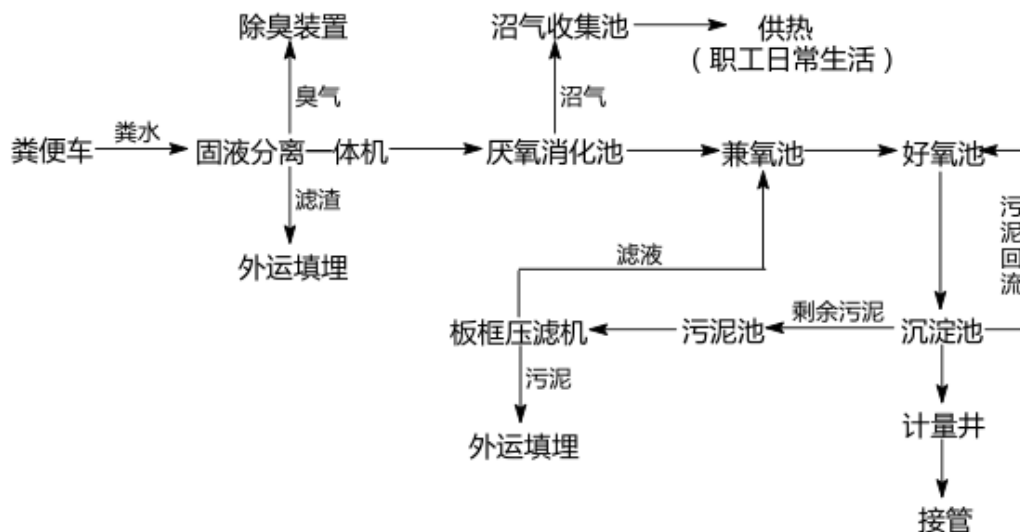 除臭装置
沼气收集池
供热
（职工日常生活）
臭气
沼气
粪便车
粪水
固液分离一体机
厌氧消化池
兼氧池
好氧池
滤渣
污泥回流
外运填埋
滤液
板框压滤机
污泥池
剩余污泥
沉淀池
污泥
计量井
外运填埋
接管